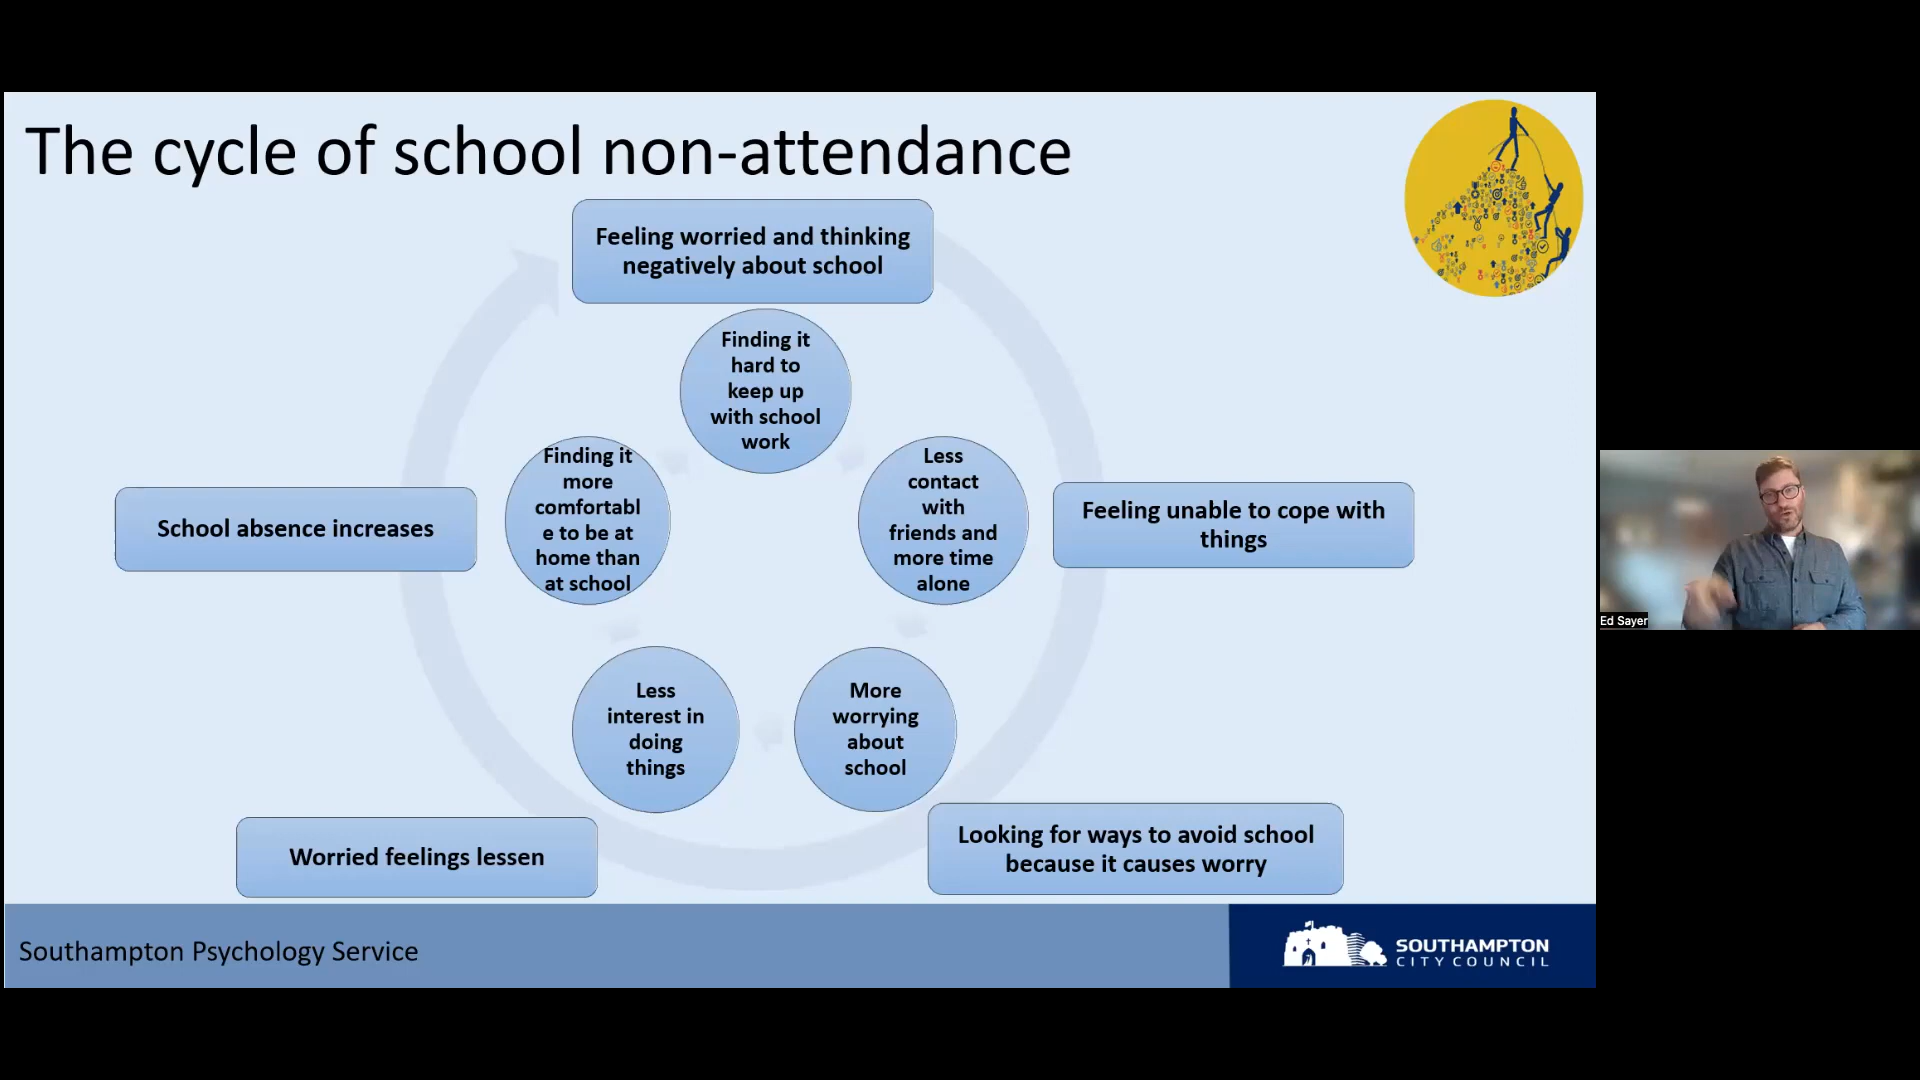 The cycle of school non-attendance
Feeling worried and thinking
negatively about school
Finding it
hard to
keep up
with school
work
Less
contact
with
friends and
more time
alone
Feeling unable to cope with
things
More
worrying
about
school
Looking for ways to avoid school
because it causes worry
Less
interest in
doing
things
Worried feelings lessen
Finding it
more
comfortabl
e to be at
home than
at school
School absence increases
Southampton Psychology Service
SOUTHAMPTON
CITY COUNCIL
Ed Sayer